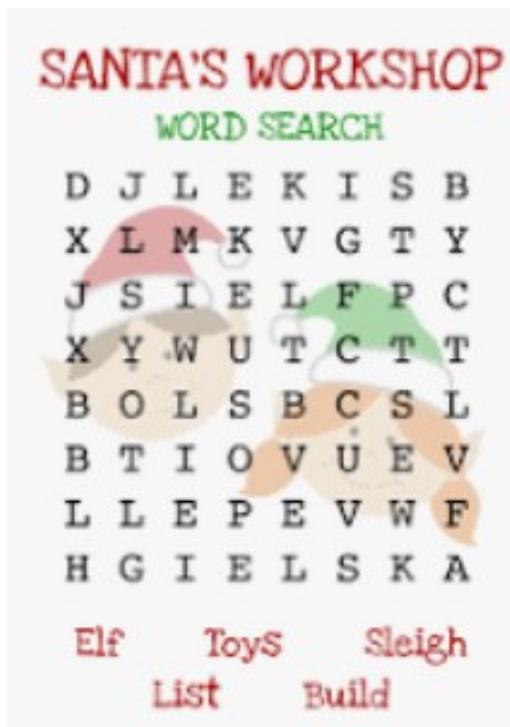 SANTA'S WORKSHOP
WORD SEARCH
D J L E K I S B
X L M K V G T Y
J S I E L F P C
X Y W U T C T T
B O L S B C S L
B T I O V U E V
L L E P E V W F
H G I E L S K A
Elf Toys Sleigh
List Build